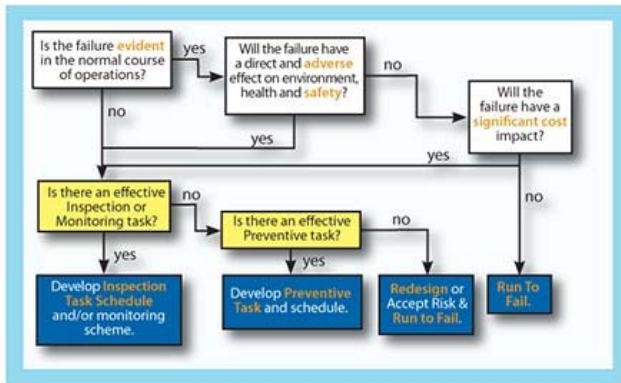 Is the failure evident
in the normal course
of operations?
yes
Will the failure have
a direct and adverse
effect on environment,
health and safety?
no
Will the
failure have a
significant cost
impact?
no
yes
yes
no
Is there an effective
Inspection or
Monitoring task?
no
Is there an effective
Preventive task?
no
yes
yes
Develop Inspection
Task Schedule
and/or monitoring
scheme.
Develop Preventive
Task and schedule.
Redesign or
Accept Risk &
Run to Fail.
Run To
Fail.